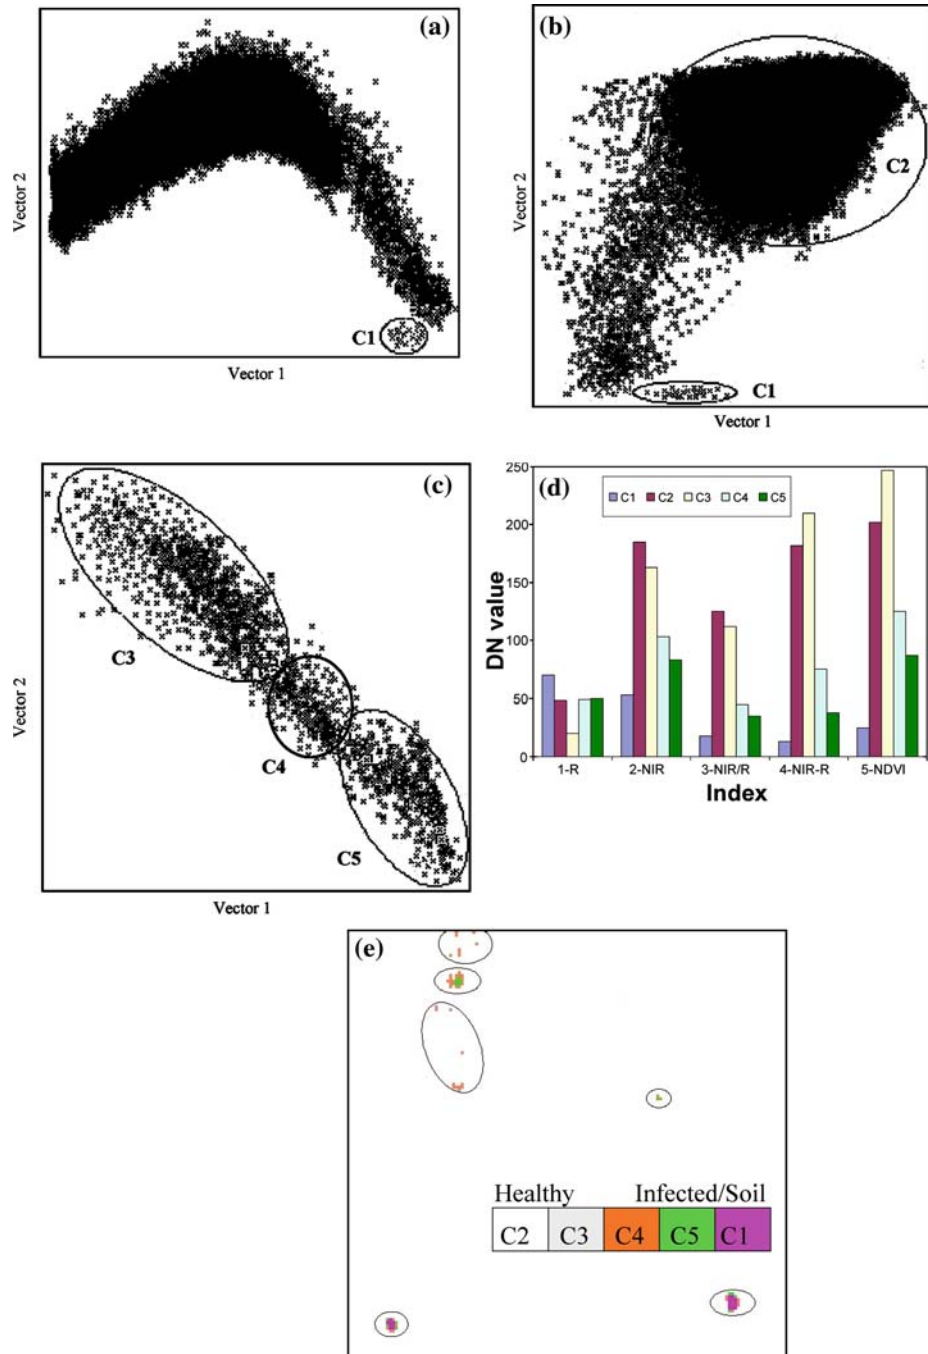 (a)
Vector 2
C1
Vector 1
(b)
Vector 2
C2
C1
Vector 1
(c)
Vector 2
C3
C4
C5
Vector 1
(d)
250
200
150
100
50
0
DN value
C1 C2 C3 C4 C5
1-R 2-NIR 3-NIR/R 4-NIR-R 5-NDVI
Index
(e)
Healthy Infected/Soil
C2 C3 C4 C5 C1